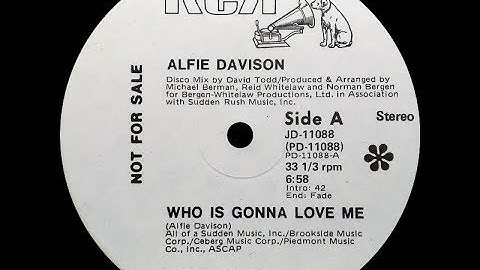 RCA
ALFIE DAVISON
Disco Mix by David Todd/Produced & Arranged by
Michael Berman, Reid Whitelaw and Norman Bergen
for Bergen-Whitelaw Productions, Ltd. in Association
with Sudden Rush Music, Inc.
NOT FOR SALE
Side A
Stereo
JD-11088
(PD-11088)
PD-11088-A
33 1/3 rpm
6:58
Intro: 42
End: Fade
WHO IS GONNA LOVE ME
(Alfie Davison)
All of a Sudden Music, Inc./Brookside Music
Corp./Ceberg Music Corp./Piedmont Music
Co., Inc., ASCAP